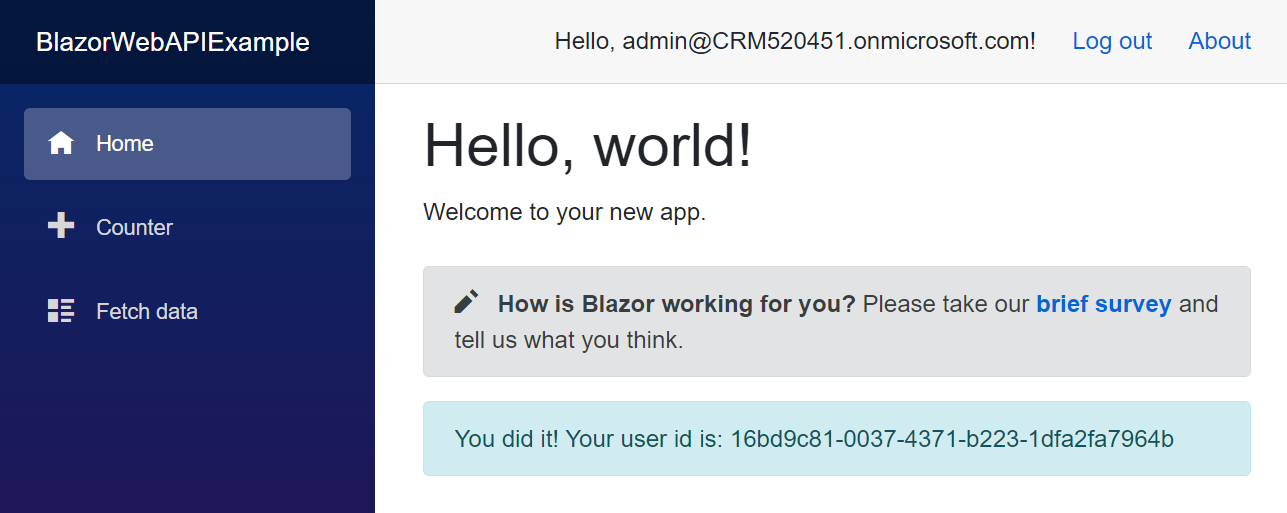 BlazorWebAPIExample
Hello, admin@CRM520451.onmicrosoft.com! Log out About
Home
Counter
Fetch data
Hello, world!
Welcome to your new app.
How is Blazor working for you? Please take our brief survey and
tell us what you think.
You did it! Your user id is: 16bd9c81-0037-4371-b223-1dfa2fa7964b